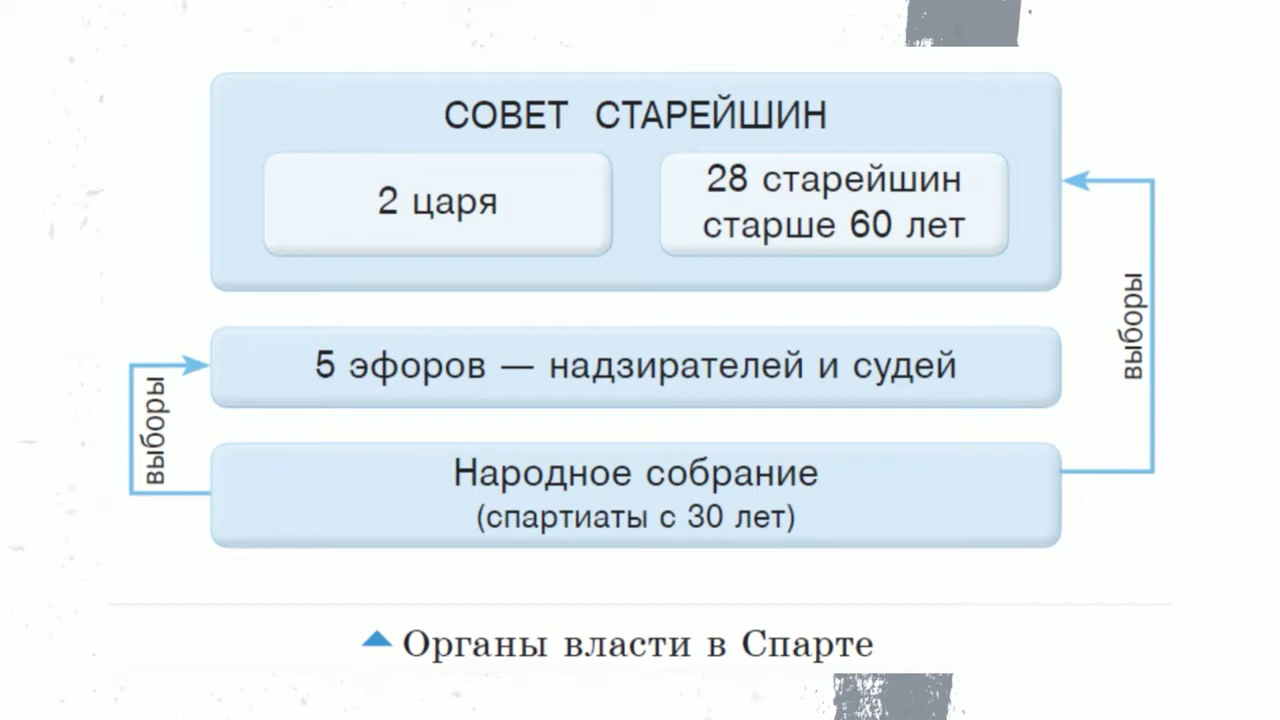 СОВЕТ СТАРЕЙШИН
2 царя
28 старейшин
старше 60 лет
выборы
5 эфоров — надзирателей и судей
выборы
Народное собрание
(спартиаты с 30 лет)
Органы власти в Спарте